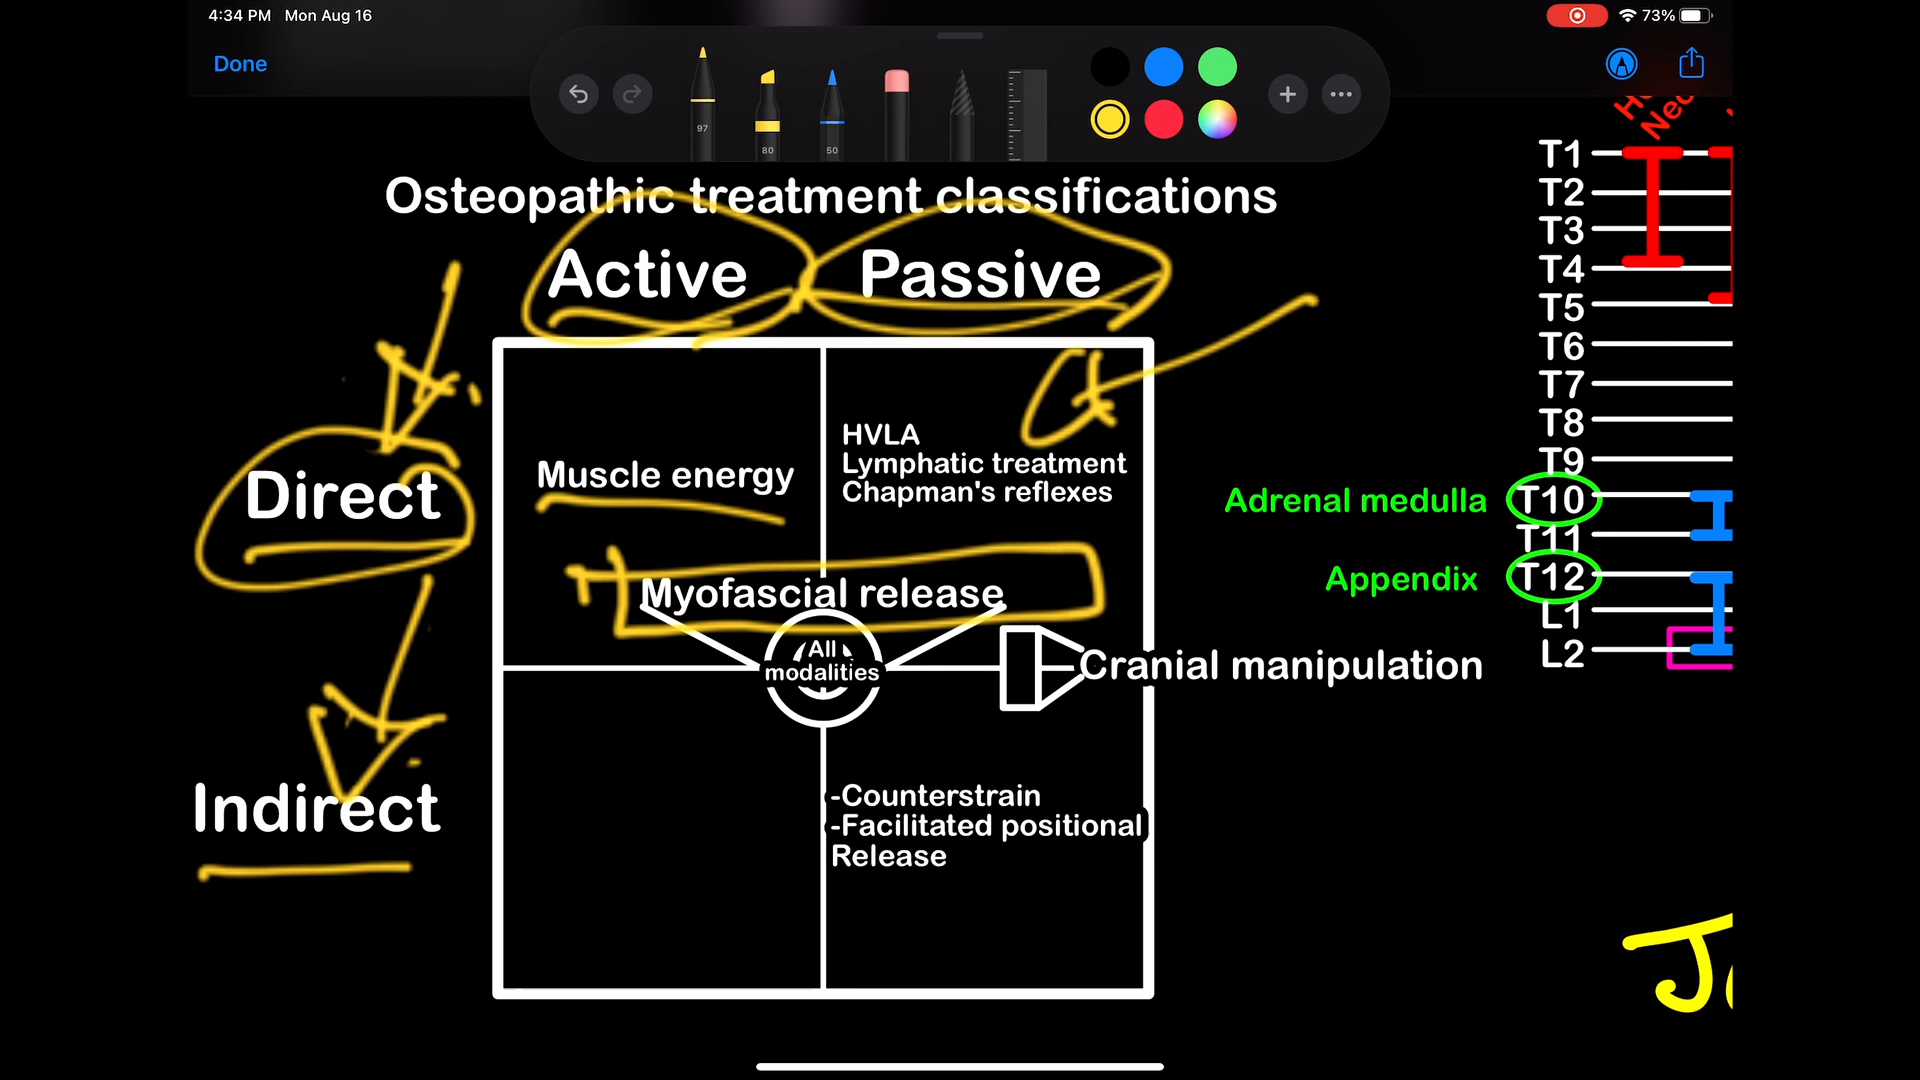 4:34 PM Mon Aug 16
73%
Done
97
80
50
Osteopathic treatment classifications
Active Passive
Direct
Indirect
Muscle energy
HVLA
Lymphatic treatment
Chapman's reflexes
Myofascial release
All
modalities
Cranial manipulation
-Counterstrain
-Facilitated positional
Release
T1
T2
T3
T4
T5
T6
T7
T8
T9
Adrenal medulla T10
T11
Appendix T12
L1
L2